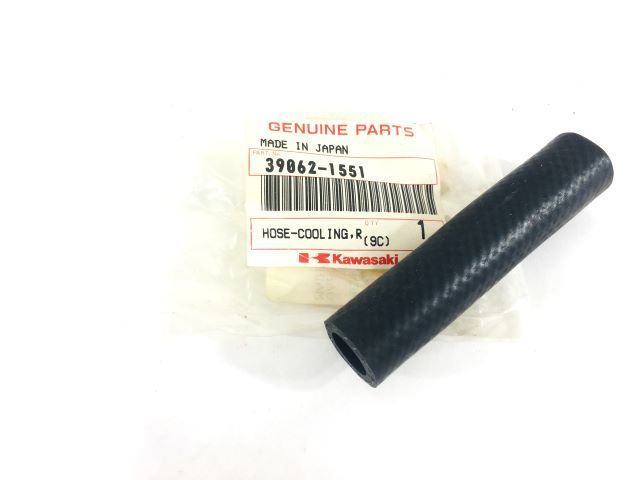 GENUINE PARTS
MADE IN JAPAN
PART NO.
39062-1551
QTY
HOSE-COOLING,R 1
(9C)
Kawasaki